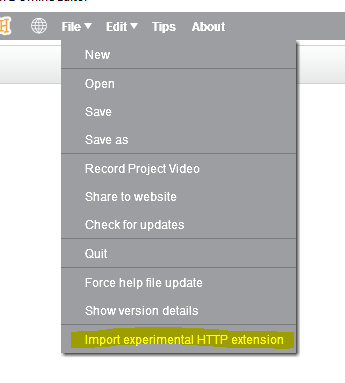 File Edit Tips About
New
Open
Save
Save as
Record Project Video
Share to website
Check for updates
Quit
Force help file update
Show version details
Import experimental HTTP extension